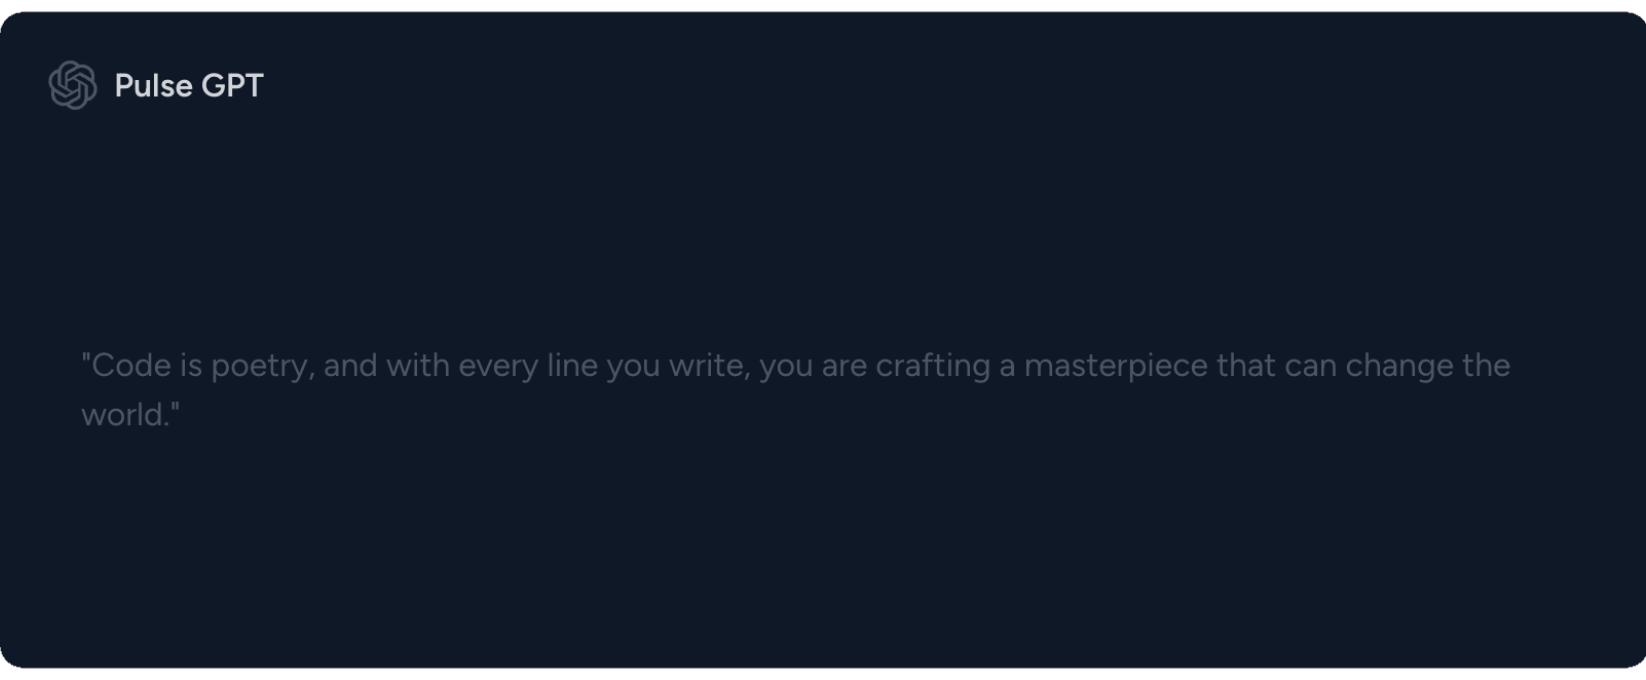 Pulse GPT
"Code is poetry, and with every line you write, you are crafting a masterpiece that can change the
world."